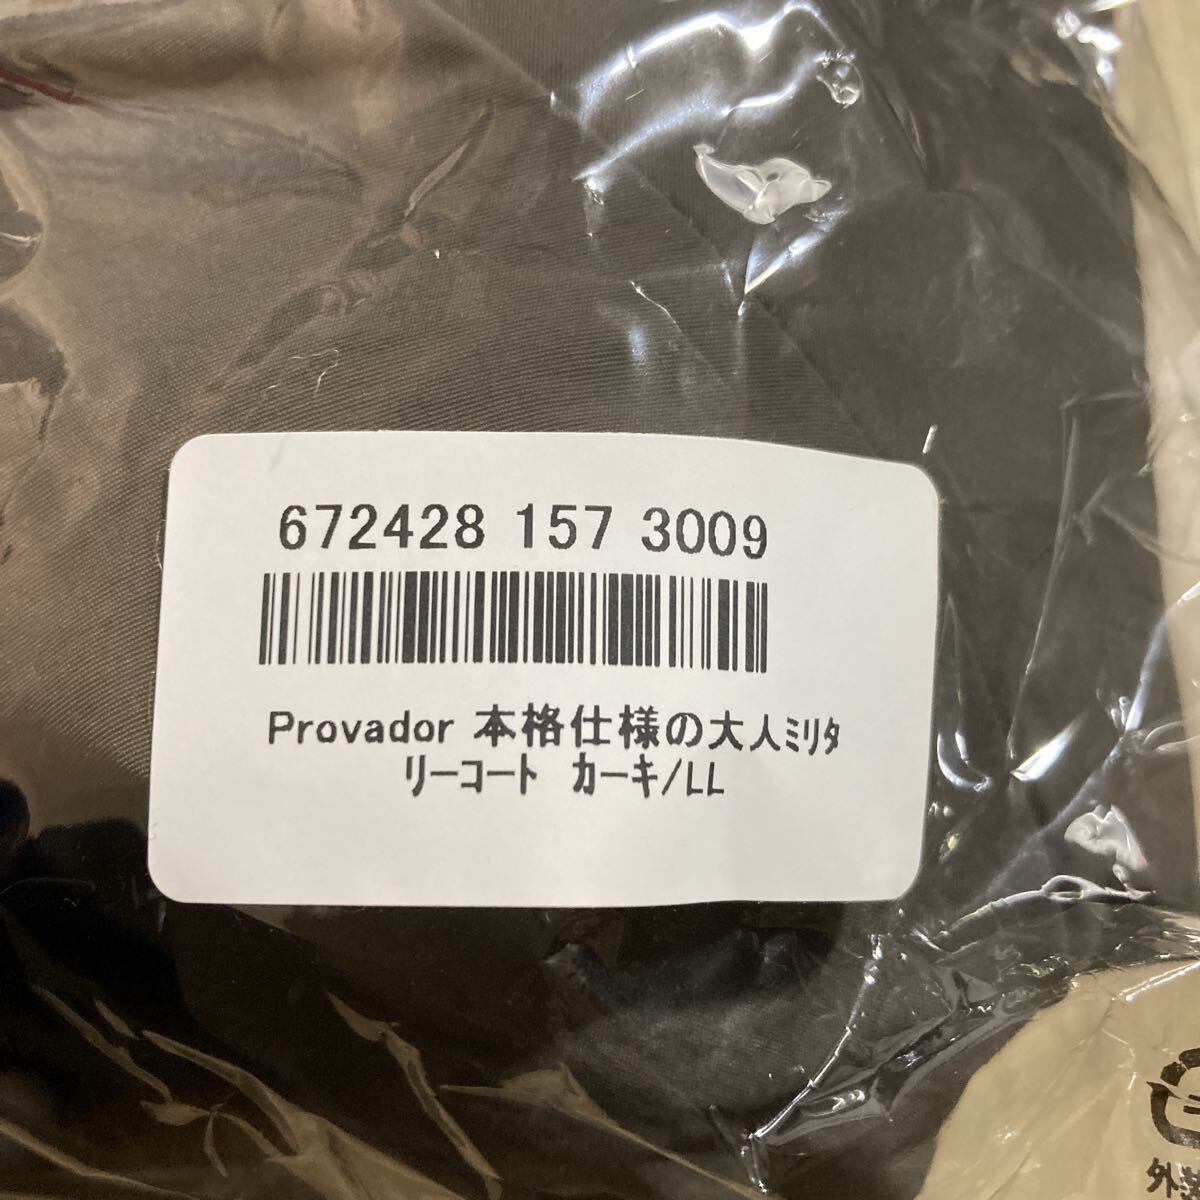 672428 157 3009
Provador 本格仕様の大人ﾐﾘﾀ
ﾘｰｺｰﾄ　ｶｰｷ/LL
外